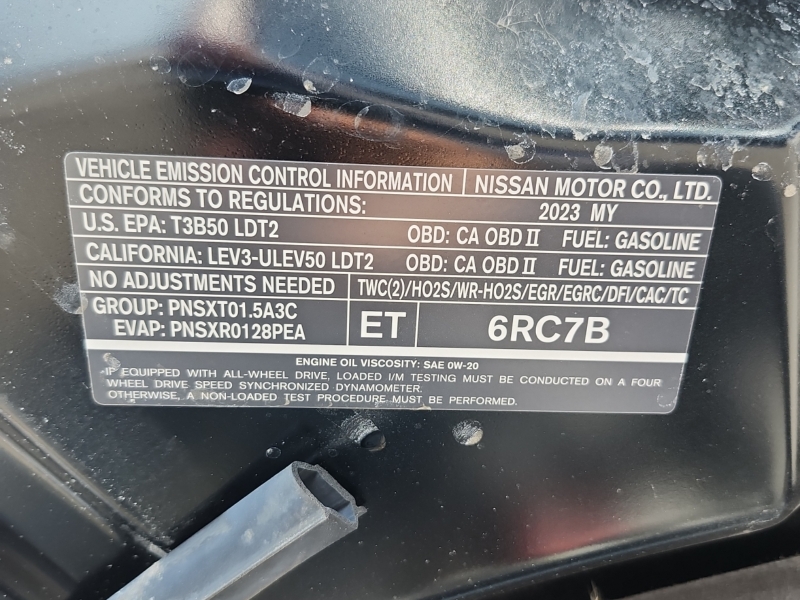 VEHICLE EMISSION CONTROL INFORMATION NISSAN MOTOR CO., LTD.
CONFORMS TO REGULATIONS: 2023 MY
U.S. EPA: T3B50 LDT2 OBD: CA OBD II FUEL: GASOLINE
CALIFORNIA: LEV3-ULEV50 LDT2 OBD: CA OBD II FUEL: GASOLINE
NO ADJUSTMENTS NEEDED TWC(2)/HO2S/WR-HO2S/EGR/EGRC/DFI/CAC/TC
GROUP: PNSXT01.5A3C
EVAP: PNSXR0128PEA ET 6RC7B
ENGINE OIL VISCOSITY: SAE 0W-20
IF EQUIPPED WITH ALL-WHEEL DRIVE, LOADED I/M TESTING MUST BE CONDUCTED ON A FOUR
WHEEL DRIVE SPEED SYNCHRONIZED DYNAMOMETER.
OTHERWISE, A NON-LOADED TEST PROCEDURE MUST BE PERFORMED.